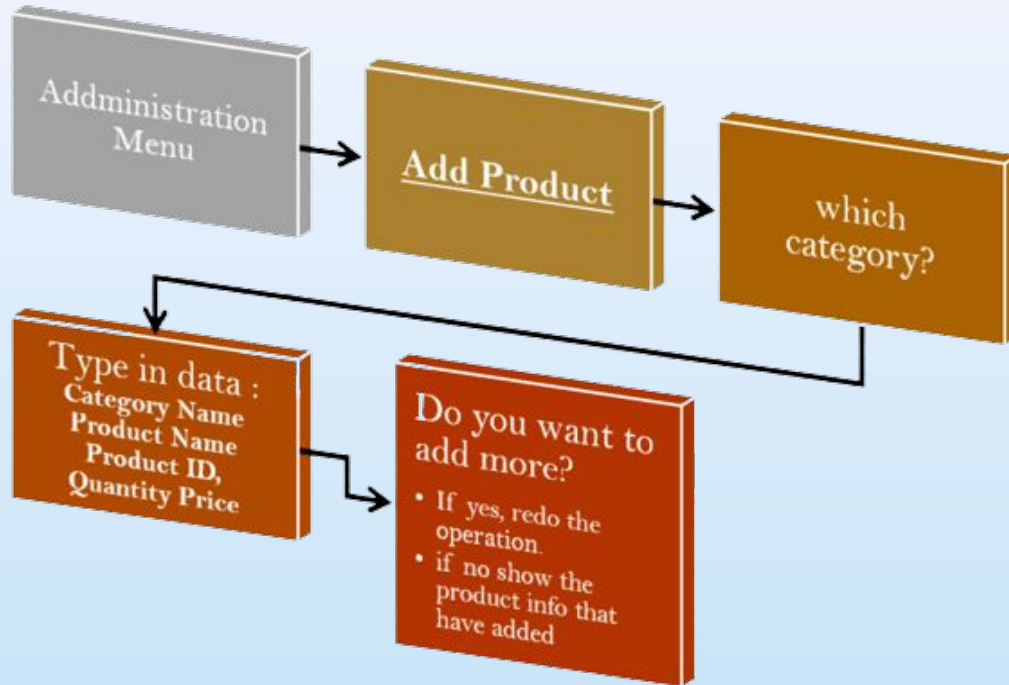 Addministration
Menu
Add Product
which
category?
Type in data :
Category Name
Product Name
Product ID,
Quantity Price
Do you want to
add more?
• If yes, redo the
operation.
• if no show the
product info that
have added